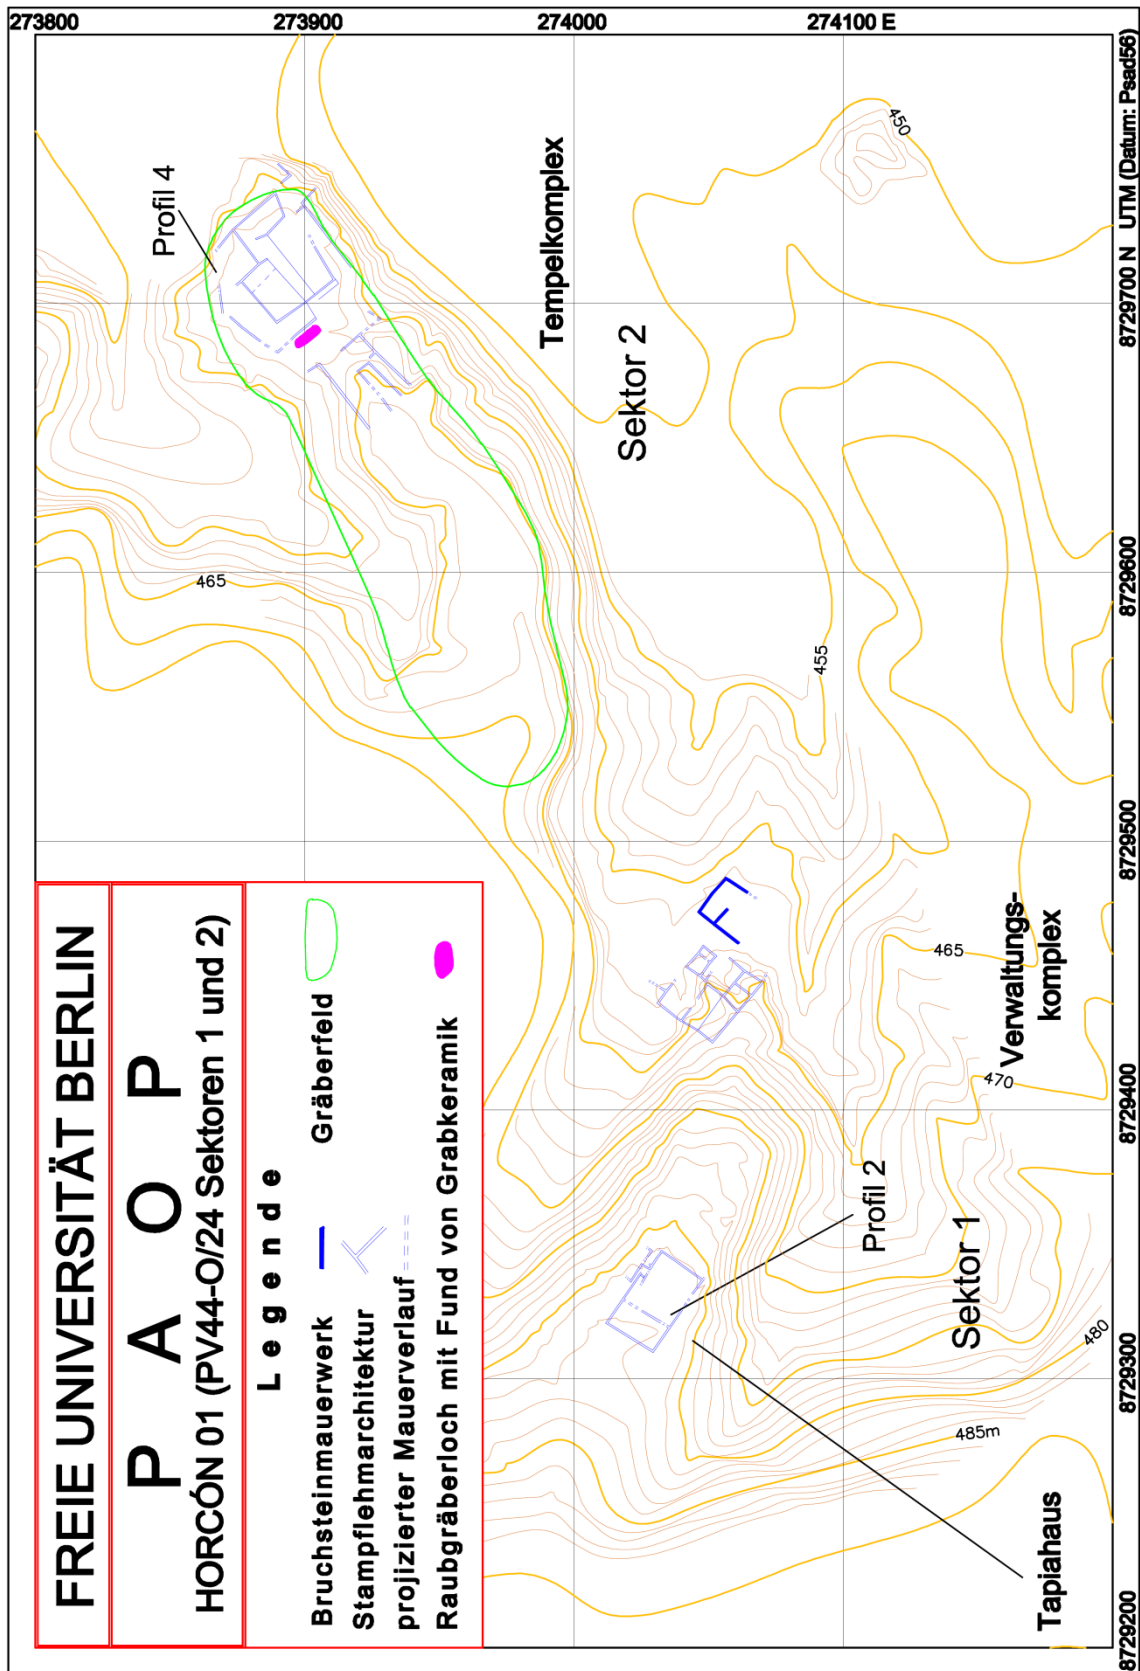 FREIE UNIVERSITÄT BERLIN
P A O P
HORCÓN 01 (PV44-O/24 Sektoren 1 und 2)
Legende
Bruchsteinmauerwerk
Gräberfeld
Stampflehmarchitektur
projizierter Mauerverlauf
Raubgräberloch mit Fund von Grabkeramik
273800
273900
274000
274100 E
8729200
8729300
8729400
8729500
8729600
8729700 N
UTM (Datum: Psad56)
Profil 4
Tempelkomplex
Sektor 2
450
465
455
465
Verwaltungs-
komplex
470
Profil 2
Sektor 1
480
485m
Tapiahaus